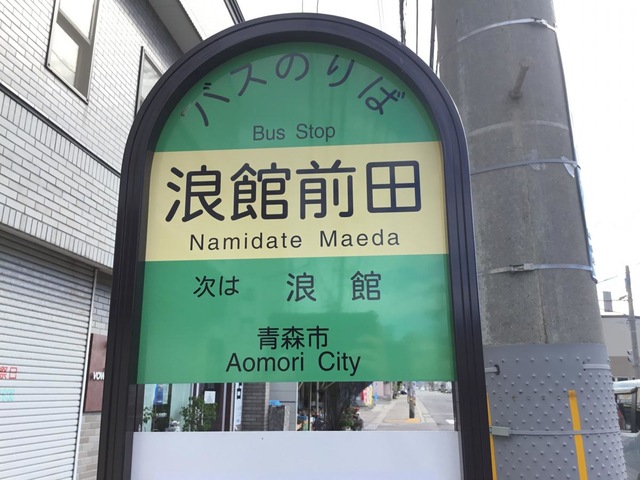 バスのりば
Bus Stop
浪館前田
Namidate Maeda
次は 浪館
青森市
Aomori City